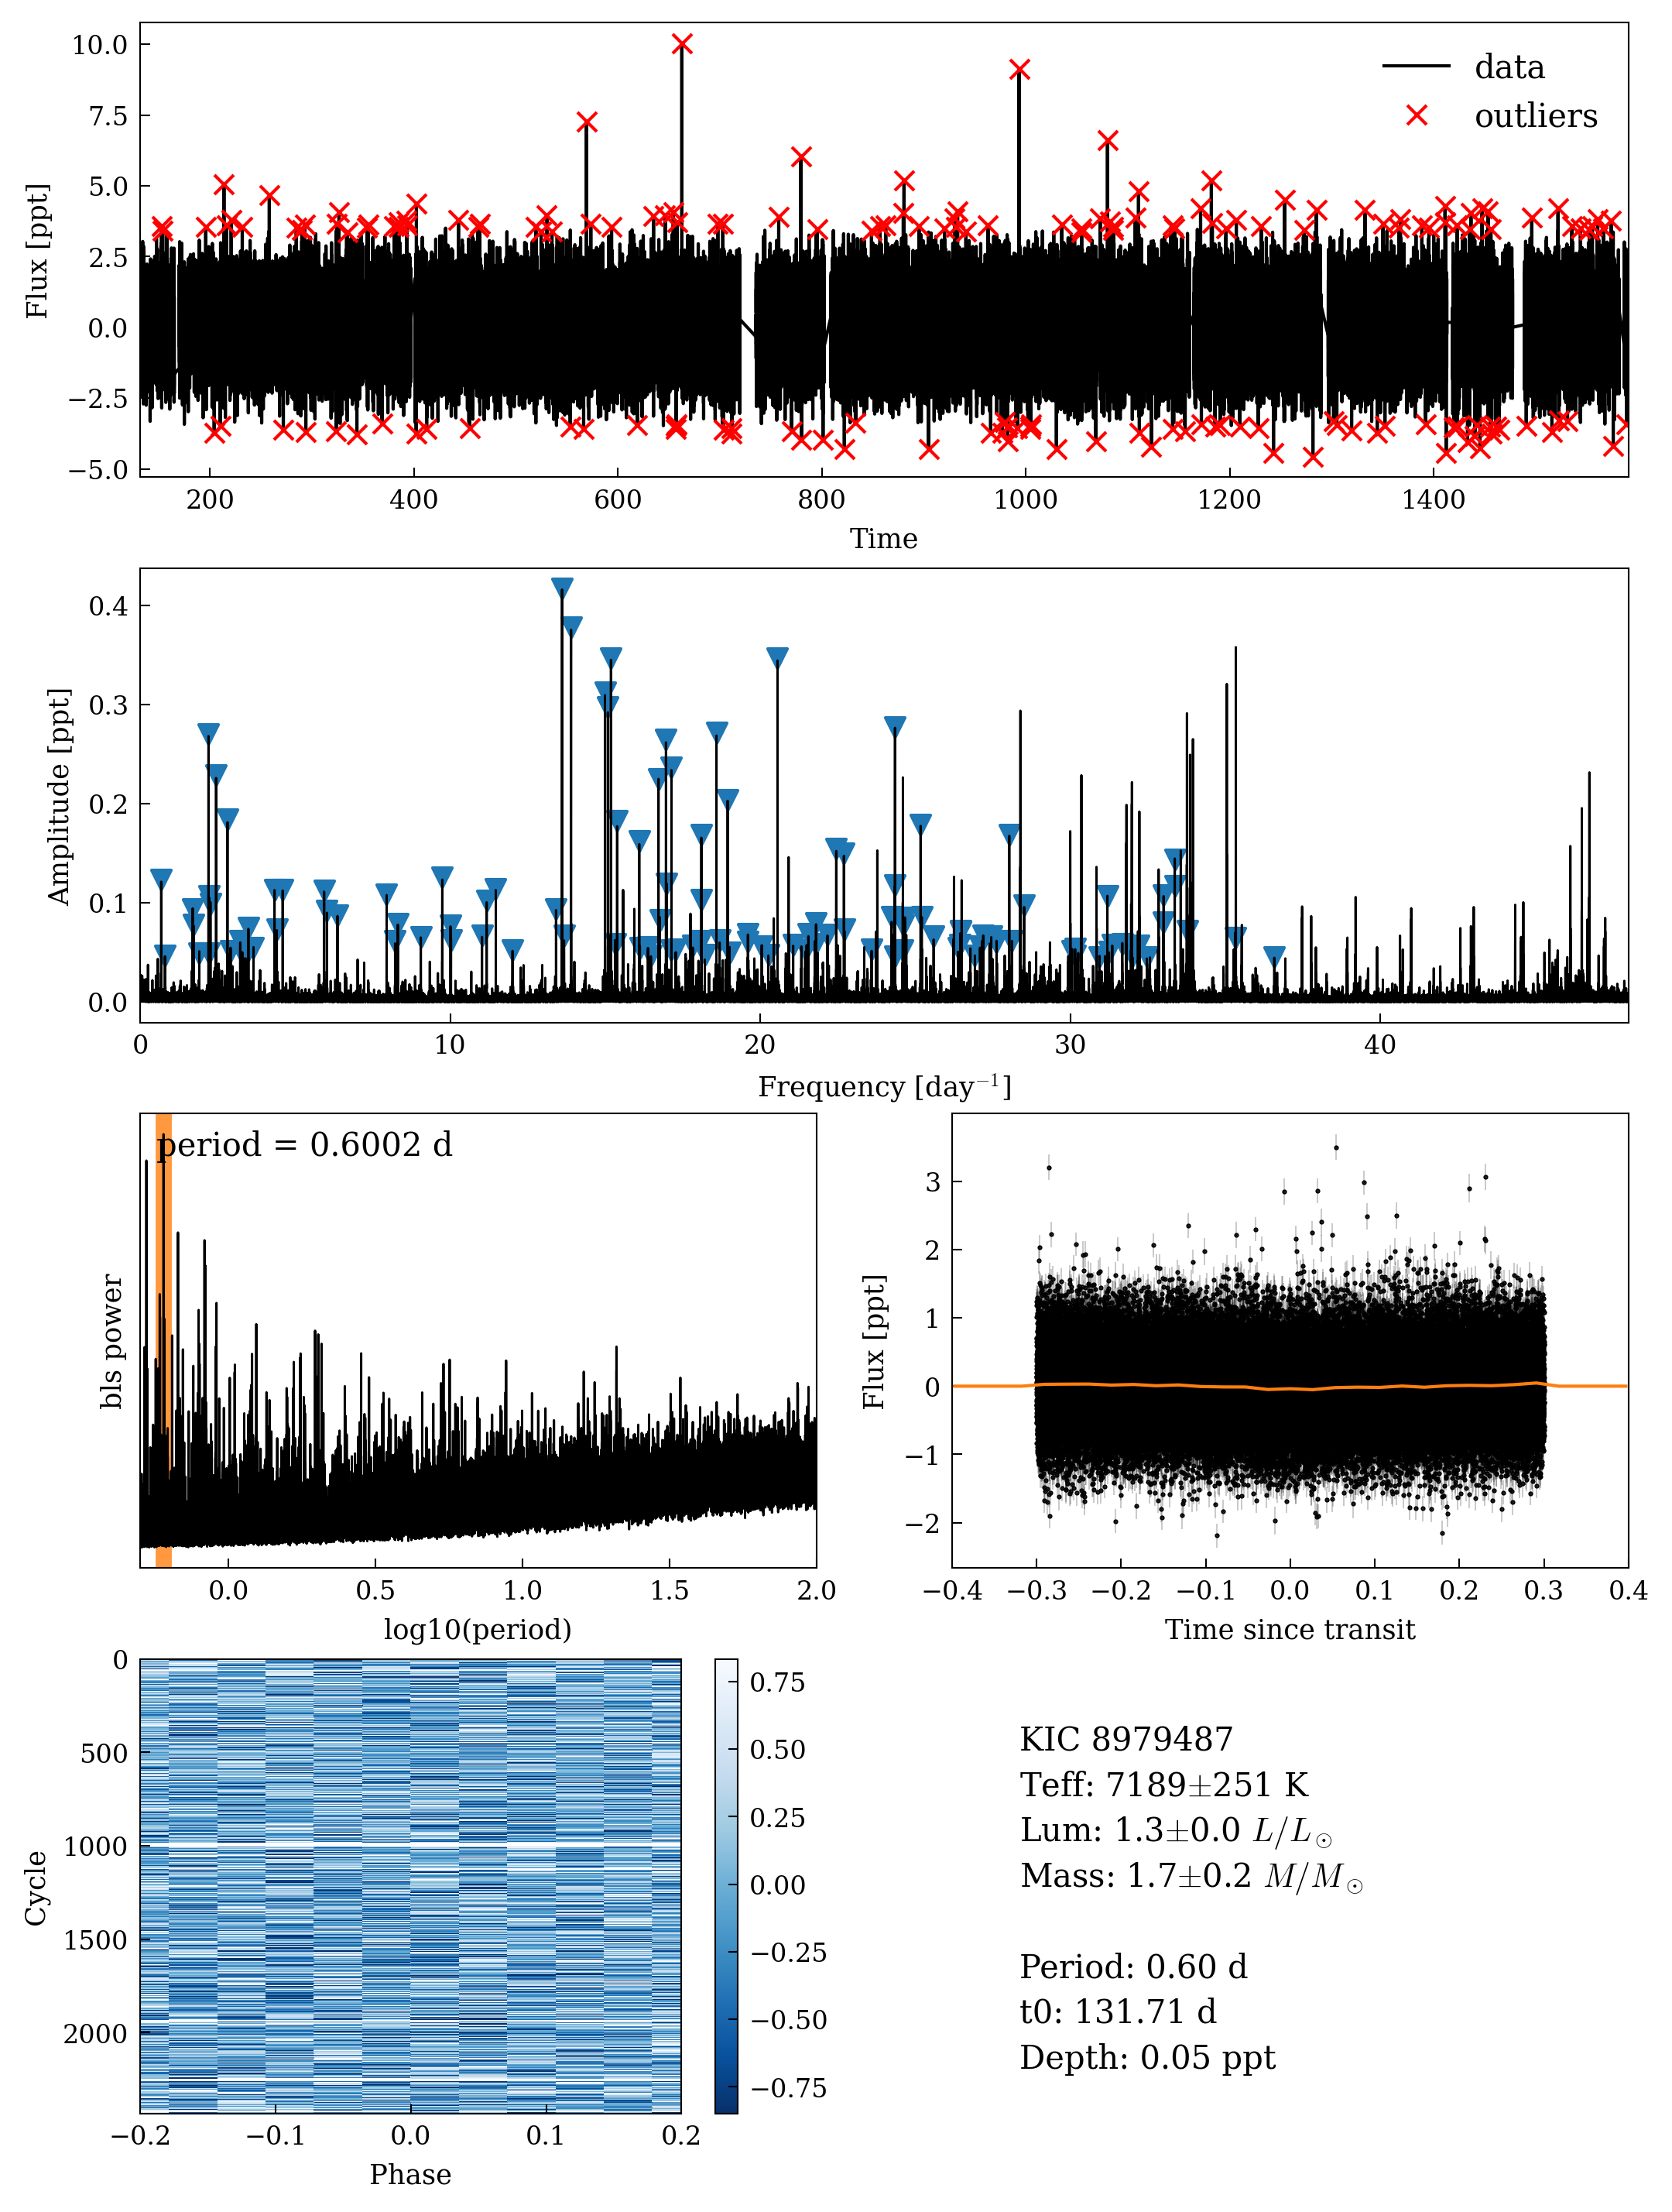 10.0
7.5
5.0
2.5
0.0
−2.5
−5.0
Flux [ppt]
data
outliers
200 400 600 800 1000 1200 1400
Time
0.4
0.3
0.2
0.1
0.0
Amplitude [ppt]
0 10 20 30 40
Frequency [day⁻¹]
period = 0.6002 d
bls power
0.0 0.5 1.0 1.5 2.0
log10(period)
3
2
1
0
−1
−2
Flux [ppt]
−0.4 −0.3 −0.2 −0.1 0.0 0.1 0.2 0.3 0.4
Time since transit
0
500
1000
1500
2000
Cycle
−0.2 −0.1 0.0 0.1 0.2
Phase
0.75
0.50
0.25
0.00
−0.25
−0.50
−0.75
KIC 8979487
Teff: 7189±251 K
Lum: 1.3±0.0 L/L⊙
Mass: 1.7±0.2 M/M⊙
Period: 0.60 d
t0: 131.71 d
Depth: 0.05 ppt